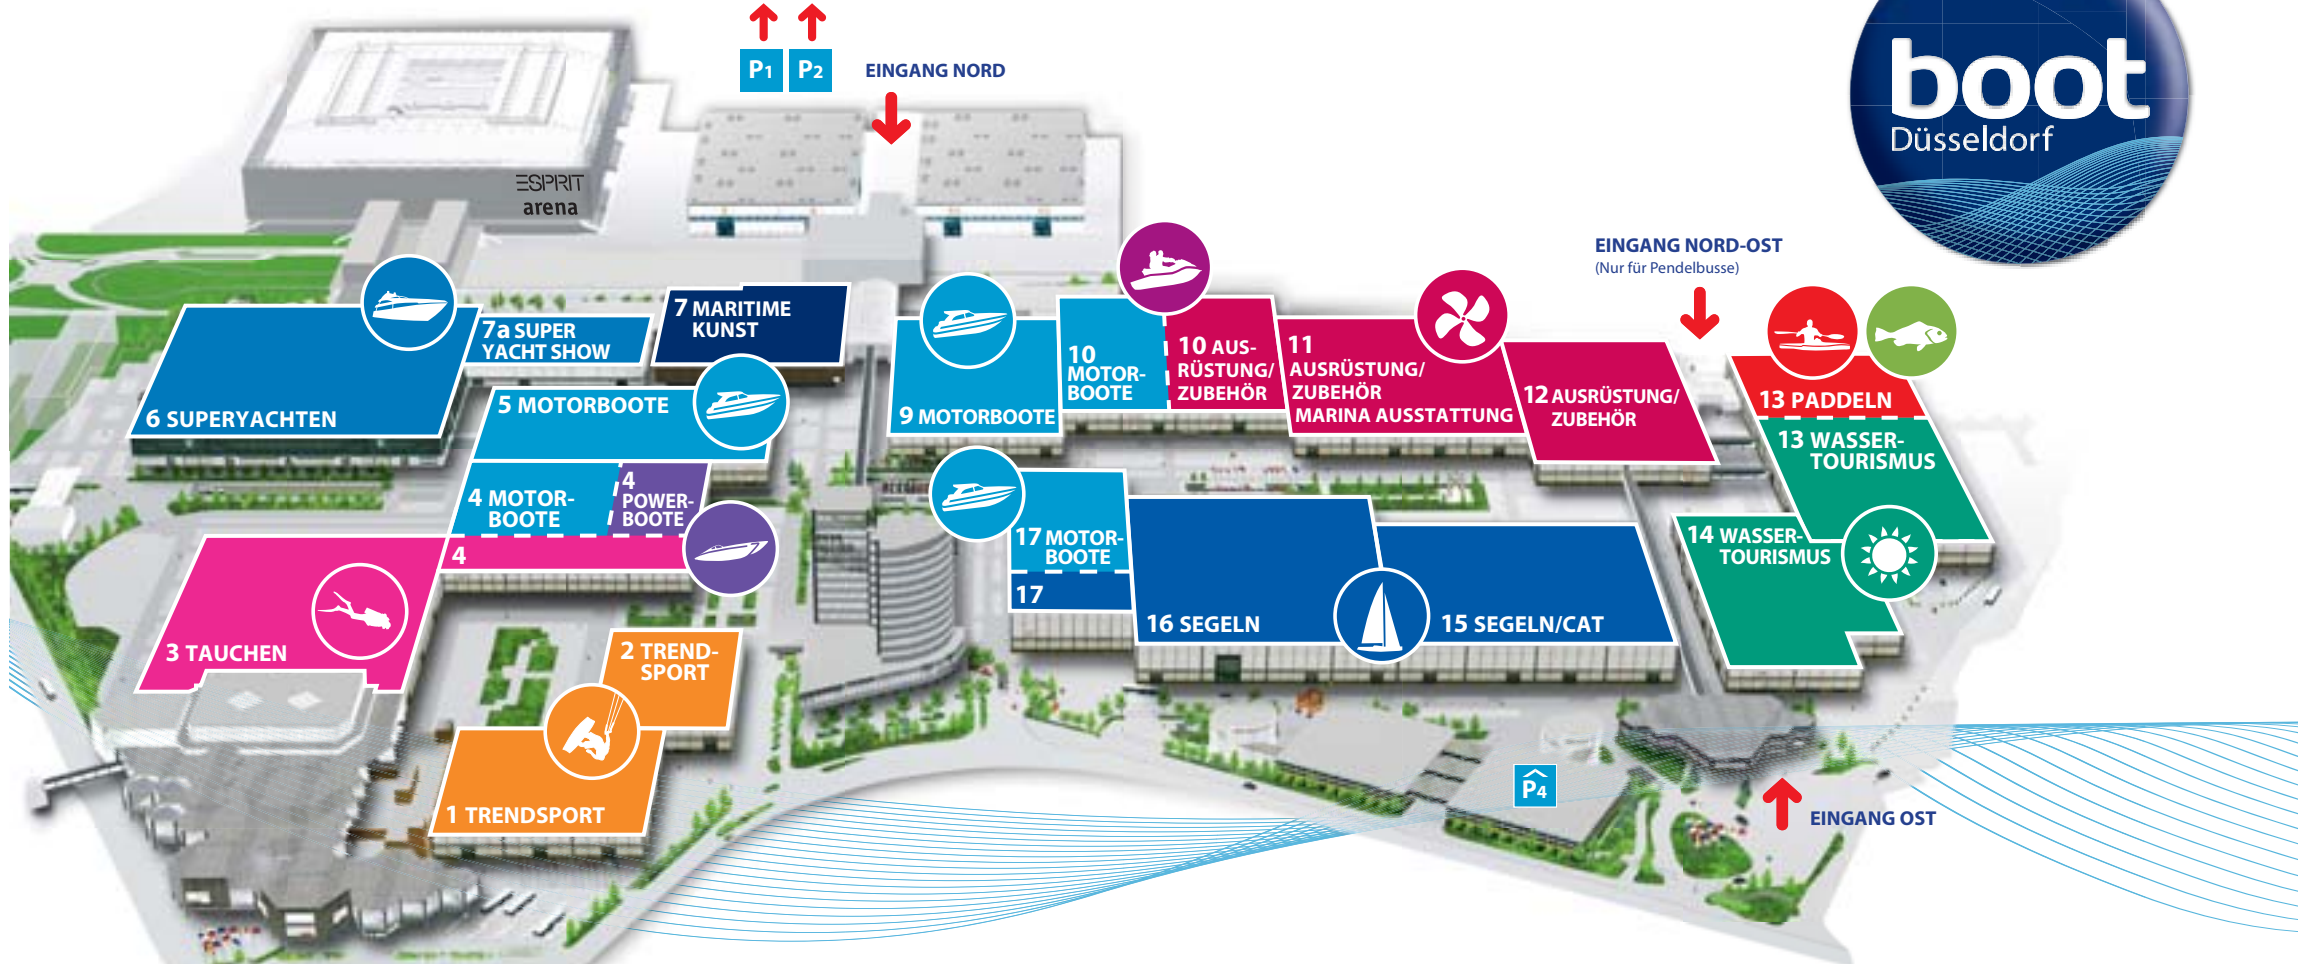 P1 P2
EINGANG NORD
boot
Düsseldorf
ESPRIT
arena
EINGANG NORD-OST
(Nur für Pendelbusse)
6 SUPERYACHTEN
7a SUPER
YACHT SHOW
7 MARITIME
KUNST
5 MOTORBOOTE
9 MOTORBOOTE
10
MOTOR-
BOOTE
10 AUS-
RÜSTUNG/
ZUBEHÖR
11
AUSRÜSTUNG/
ZUBEHÖR
MARINA AUSSTATTUNG
12 AUSRÜSTUNG/
ZUBEHÖR
13 PADDELN
13 WASSER-
TOURISMUS
4 MOTOR-
BOOTE
4
POWER-
BOOTE
4
17 MOTOR-
BOOTE
17
14 WASSER-
TOURISMUS
3 TAUCHEN
2 TREND-
SPORT
16 SEGELN
15 SEGELN/CAT
1 TRENDSPORT
P4
EINGANG OST